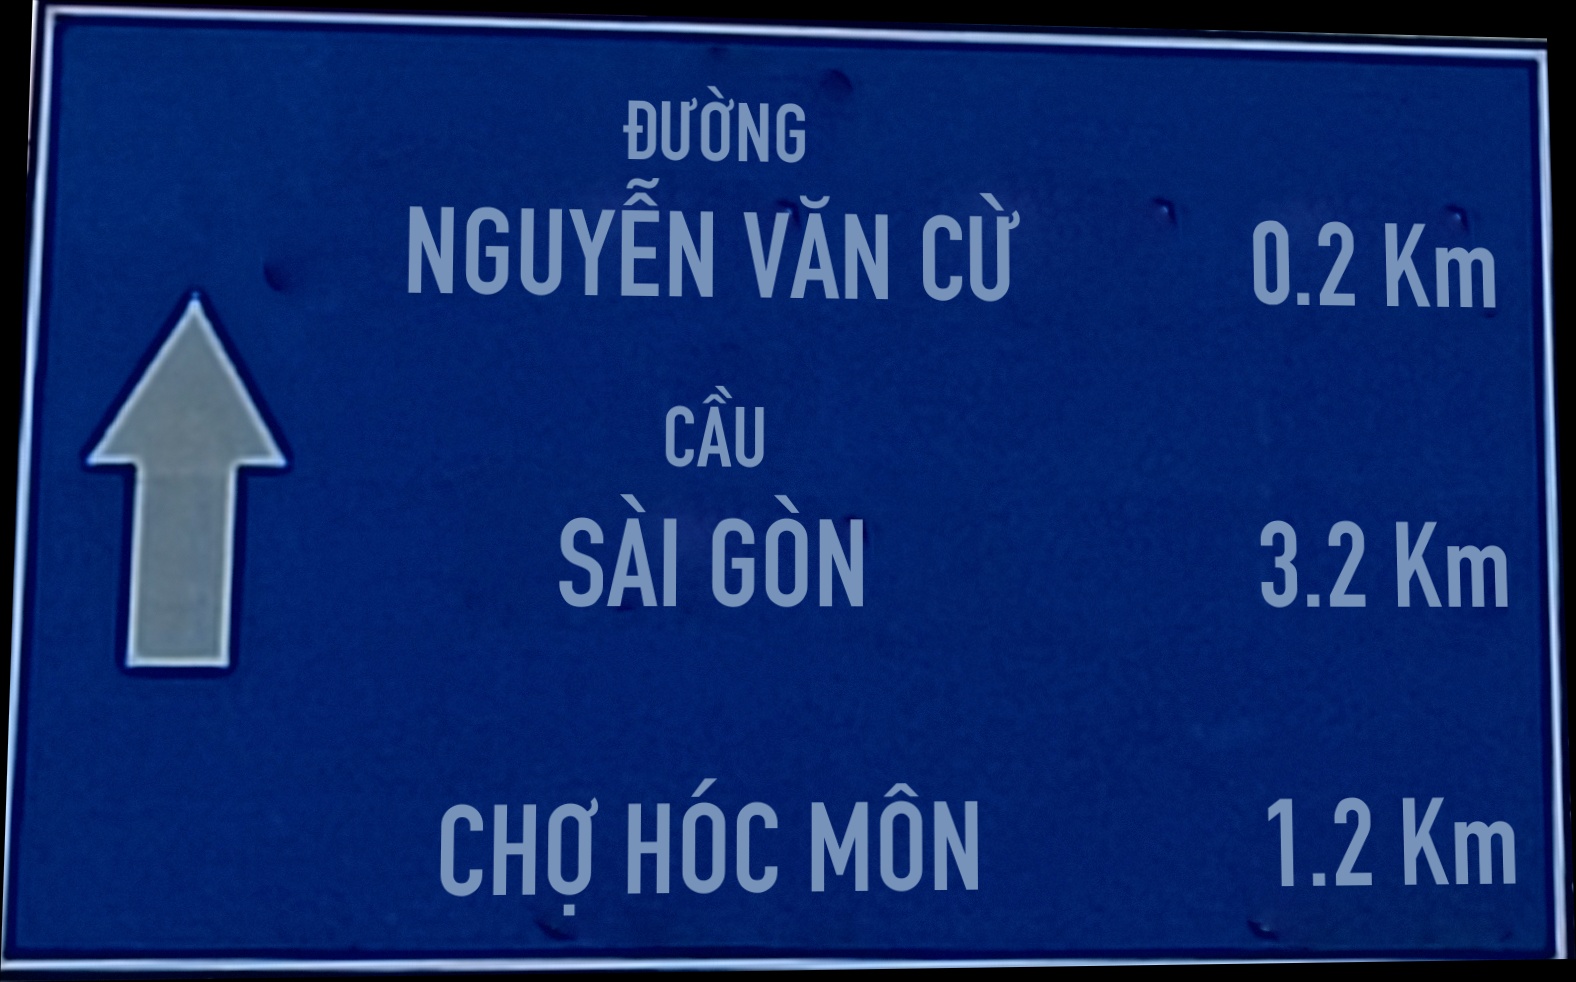 ĐƯỜNG
NGUYỄN VĂN CỪ 0.2 Km
CẦU
SÀI GÒN 3.2 Km
CHỢ HÓC MÔN 1.2 Km